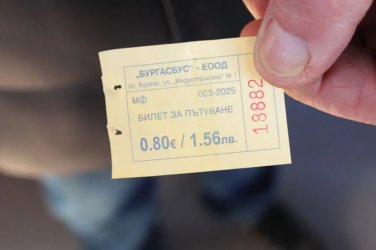 „БУРГАСБУС" - ЕООД
гр. Бургас, ул. „Индустриална" № 1
МФ 003-2025
БИЛЕТ ЗА ПЪТУВАНЕ
0.80€ / 1.56лв.
18882